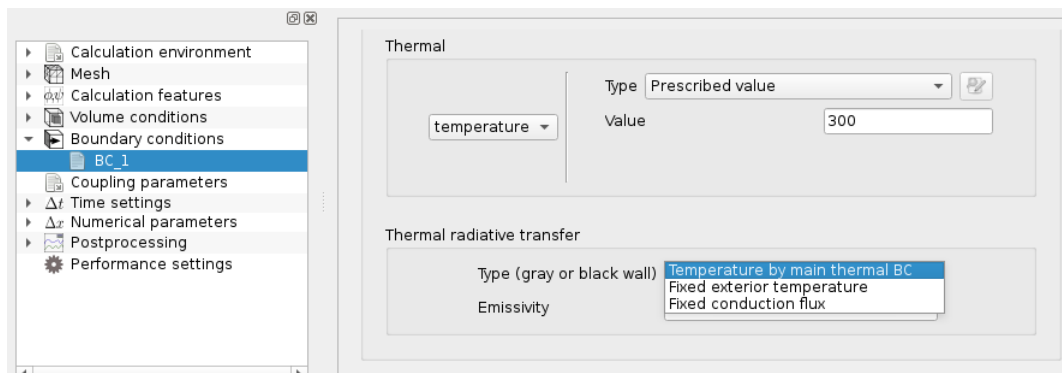 Calculation environment
Mesh
Calculation features
Volume conditions
Boundary conditions
BC_1
Coupling parameters
Δt Time settings
Δx Numerical parameters
Postprocessing
Performance settings
Thermal
temperature
Type Prescribed value
Value 300
Thermal radiative transfer
Type (gray or black wall) Temperature by main thermal BC
Fixed exterior temperature
Fixed conduction flux
Emissivity